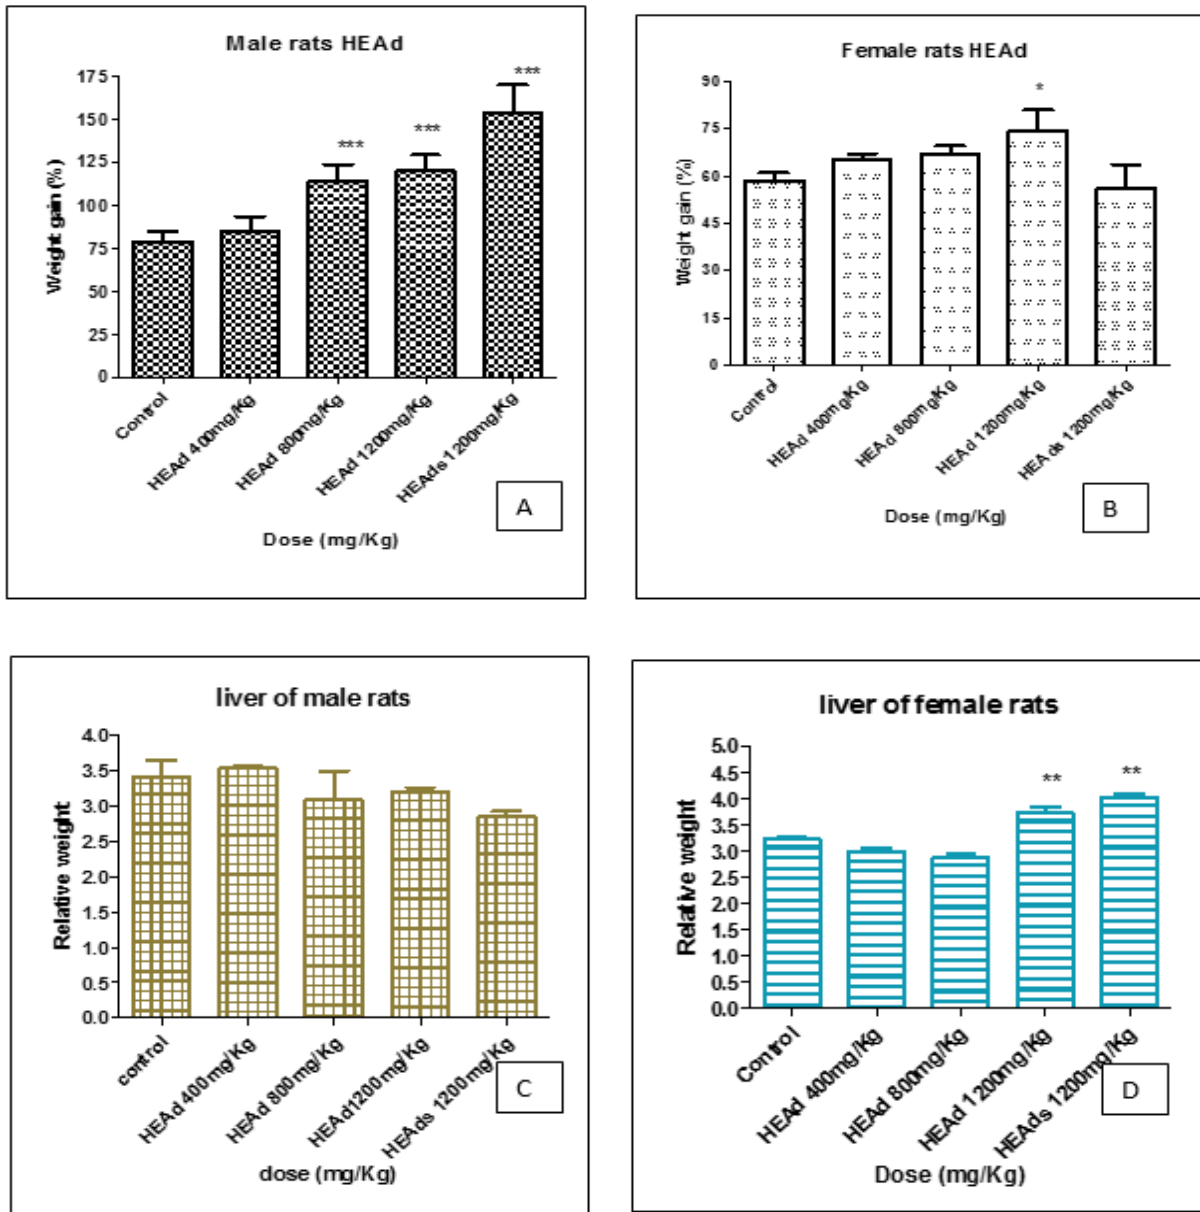 Male rats HEAd
***
***
***
175
150
125
100
75
50
25
0
Weight gain (%)
Control
HEAd 400mg/Kg
HEAd 800mg/Kg
HEAd 1200mg/Kg
HEAds 1200mg/Kg
Dose (mg/Kg)
A
Female rats HEAd
*
90
75
60
45
30
15
0
Weight gain (%)
Control
HEAd 400mg/Kg
HEAd 800mg/Kg
HEAd 1200mg/Kg
HEAds 1200mg/Kg
Dose (mg/Kg)
B
liver of male rats
4.0
3.5
3.0
2.5
2.0
1.5
1.0
0.5
0.0
Relative weight
control
HEAd 400mg/Kg
HEAd 800mg/Kg
HEAd1200mg/Kg
HEAds 1200mg/Kg
dose (mg/Kg)
C
liver of female rats
**
**
5.0
4.5
4.0
3.5
3.0
2.5
2.0
1.5
1.0
0.5
0.0
Relative weight
Control
HEAd 400mg/Kg
HEAd 800mg/Kg
HEAd 1200mg/Kg
HEAds 1200mg/Kg
Dose (mg/Kg)
D